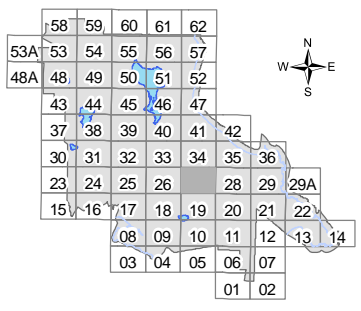 58 59 60 61 62
N
53A 53 54 55 56 57
W E
48A 48 49 50 51 52
S
43 44 45 46 47
37 38 39 40 41 42
30 31 32 33 34 35 36
23 24 25 26 28 29 29A
15 16 17 18 19 20 21 22
08 09 10 11 12 13 14
03 04 05 06 07
01 02